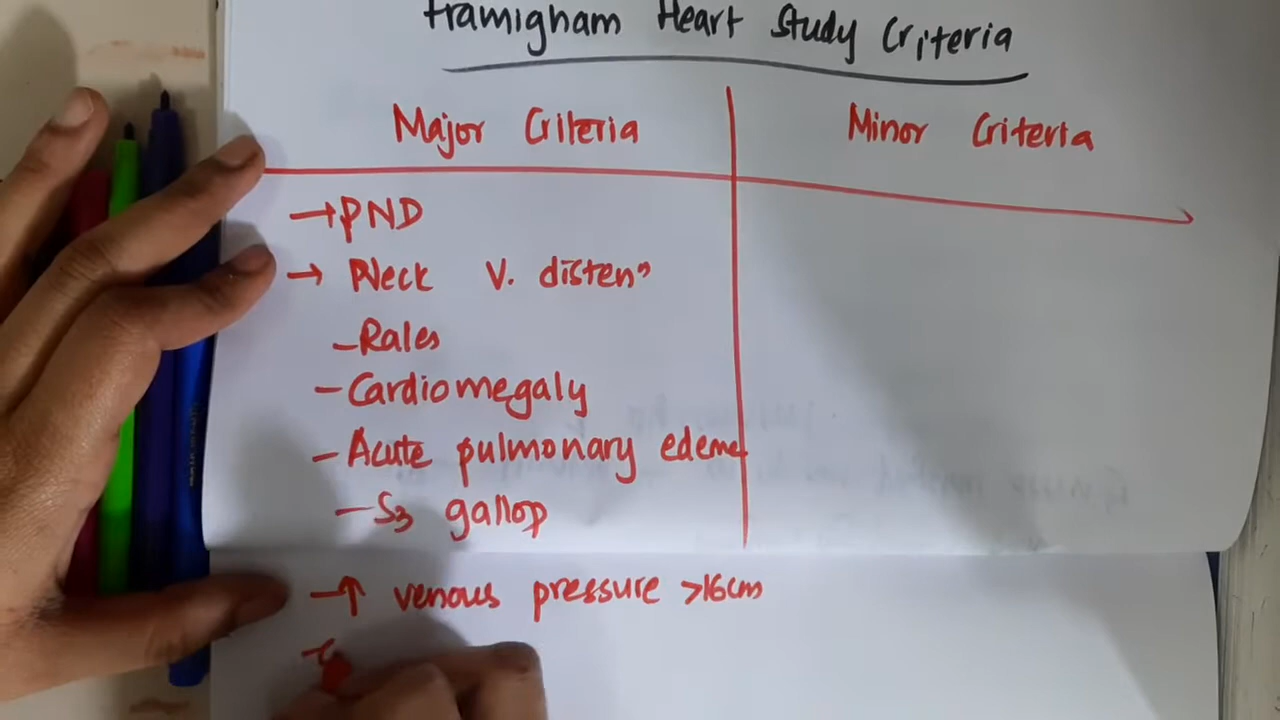 Framigham Heart Study Criteria
Major Criteria
Minor Criteria
→ PND
→ Neck V. disten"
- Rales
- Cardiomegaly
- Acute pulmonary edema
- S3 gallop
- ↑ venous pressure >16cm